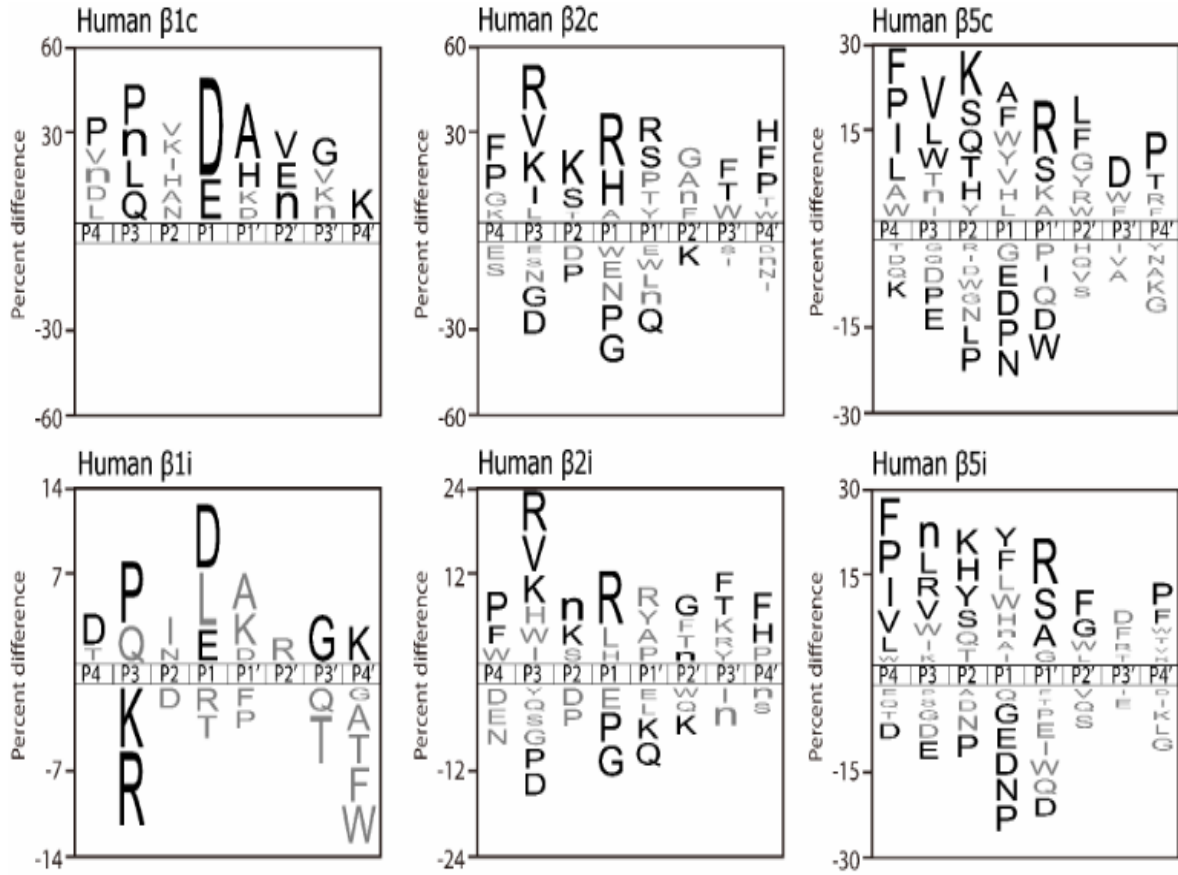 Human β1c
Percent difference
60
30
-30
-60
P V n D L
P n L Q
V K I H A N
D E
A H K D
V E n
G V K n
K
P4 P3 P2 P1 P1' P2' P3' P4'
Human β2c
Percent difference
60
30
-30
-60
F P G K
R V K I L
K S T
R H A
R S P T Y
G A n F
F T W
H F P T W
P4 P3 P2 P1 P1' P2' P3' P4'
E S
E S N G D
D P
W E N P G
E W L n Q
K
S I
D N I
Human β5c
Percent difference
30
15
-15
-30
F P I L A W
V L W T n I
K S Q T H Y
A F W Y V H L
R S K A
L F G Y R W
D W F
P T R F
P4 P3 P2 P1 P1' P2' P3' P4'
T D Q K
G Q D P E
R I D W G N L P
G E D P N
P I Q D W
H Q V S
I V A
Y N A K G
Human β1i
Percent difference
14
7
-7
-14
D T
P Q
I N
D L E
A K D
R
G
K
P4 P3 P2 P1 P1' P2' P3' P4'
K R
D
R T
F P
Q T
G A T F W
Human β2i
Percent difference
24
12
-12
-24
P F W
R V K H W I
n K S
R L H
R Y A P T
G F T n
F T K R Y
F H P
P4 P3 P2 P1 P1' P2' P3' P4'
D E N
Y Q S G P D
D P
E P G
E L K Q
W Q K
I n
n S
Human β5i
Percent difference
30
15
-15
-30
F P I V L W
n L R V W I K
K H Y S Q T
Y F L W H n A I
R S A G
F G W L
D F R T
P F W T Y H
P4 P3 P2 P1 P1' P2' P3' P4'
E Q T D
Q D E
A D N P
Q G E D N P
P E I W Q D
V Q S
I E
D I K L G